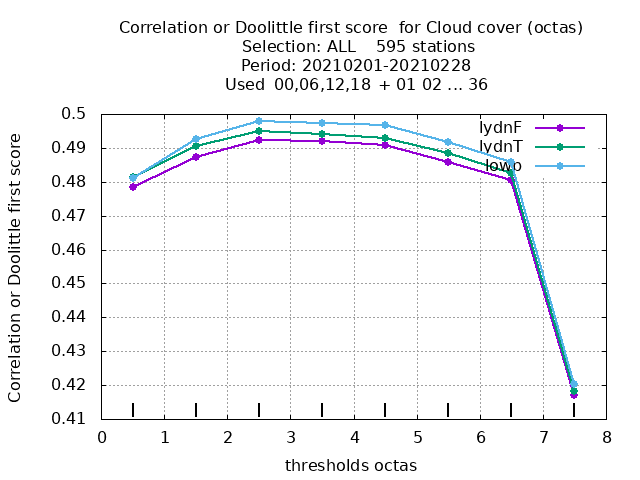 Correlation or Doolittle first score  for Cloud cover (octas)
Selection: ALL    595 stations
Period: 20210201-20210228
Used  00,06,12,18  + 01 02 ... 36
Correlation or Doolittle first score
0.5
0.49
0.48
0.47
0.46
0.45
0.44
0.43
0.42
0.41
lydnF
lydnT
lowo
0 1 2 3 4 5 6 7 8
thresholds octas